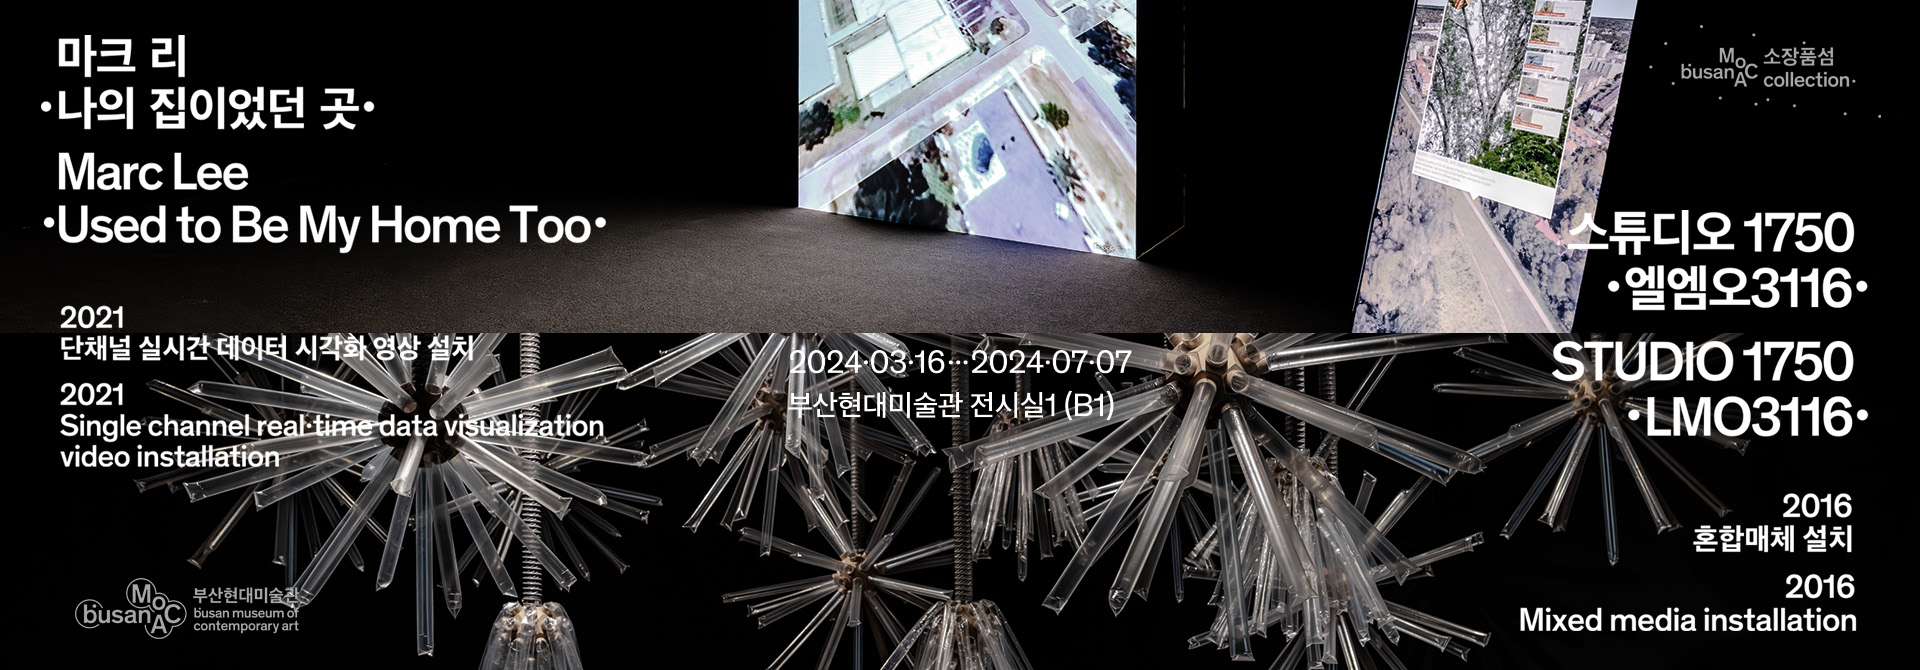 마크 리
·나의 집이었던 곳·
Marc Lee
·Used to Be My Home Too·
2021
단채널 실시간 데이터 시각화 영상 설치
2021
Single channel real·time data visualization
video installation
2024·03·16···2024·07·07
부산현대미술관 전시실1 (B1)
busan MoCA
소장품섬
collection·
스튜디오 1750
·엘엠오3116·
STUDIO 1750
·LMO3116·
2016
혼합매체 설치
2016
Mixed media installation
busan MoCA
부산현대미술관
busan museum of
contemporary art